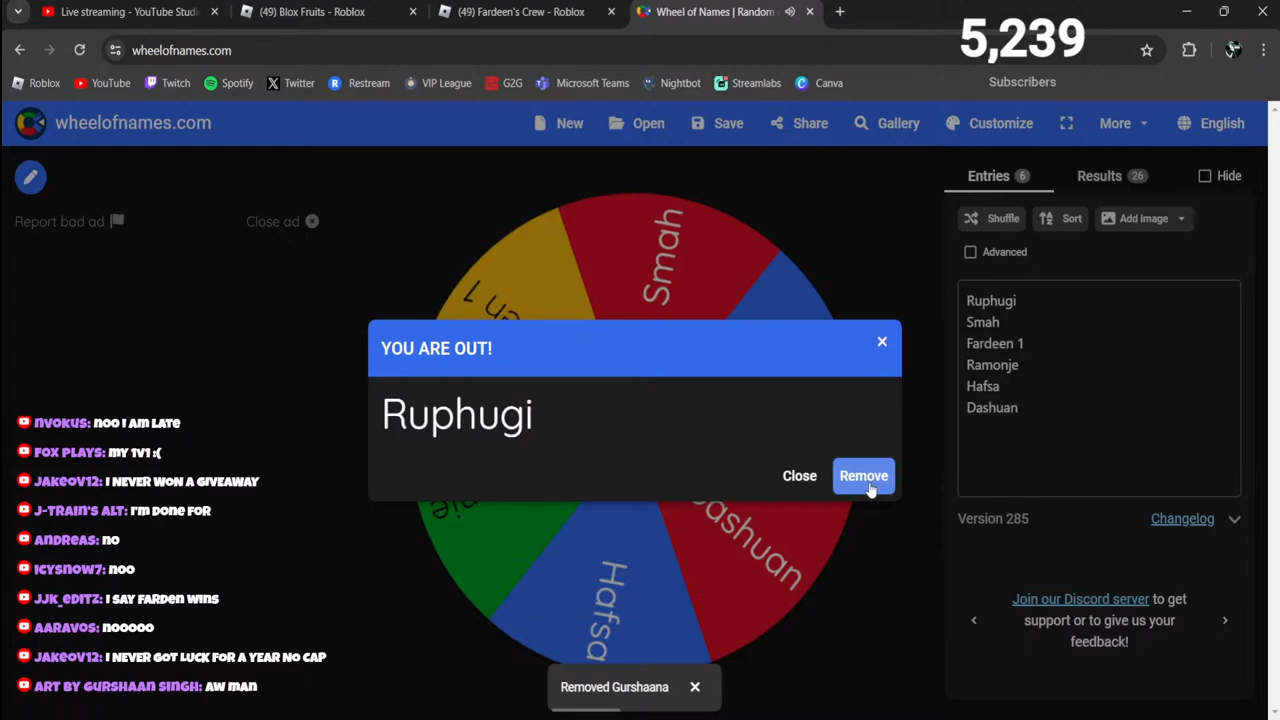 Live streaming - YouTube Studi
(49) Blox Fruits - Roblox
(49) Fardeen's Crew - Roblox
Wheel of Names | Random
wheelofnames.com
5,239
Subscribers
Roblox
YouTube
Twitch
Spotify
Twitter
Restream
VIP League
G2G
Microsoft Teams
Nightbot
Streamlabs
Canva
wheelofnames.com
New
Open
Save
Share
Gallery
Customize
More
English
Report bad ad
Close ad
Entries 6
Results 26
Hide
Shuffle
Sort
Add image
Advanced
Ruphugi
Smah
Fardeen 1
Ramonje
Hafsa
Dashuan
Version 285
Changelog
Join our Discord server to get
support or to give us your
feedback!
Smah
en 1
Dashuan
Hafsa
YOU ARE OUT!
Ruphugi
Close
Remove
Removed Gurshaana
NVOKUS: NOO I AM LATE
FOX PLAYS: MY 1V1 :(
JAKEOV12: I NEVER WON A GIVEAWAY
J-TRAIN'S ALT: I'M DONE FOR
ANDREAS: NO
ICYSNOW7: NOO
JJK_EDITZ: I SAY FARDEN WINS
AARAVOS: NOOOOO
JAKEOV12: I NEVER GOT LUCK FOR A YEAR NO CAP
ART BY GURSHAAN SINGH: AW MAN